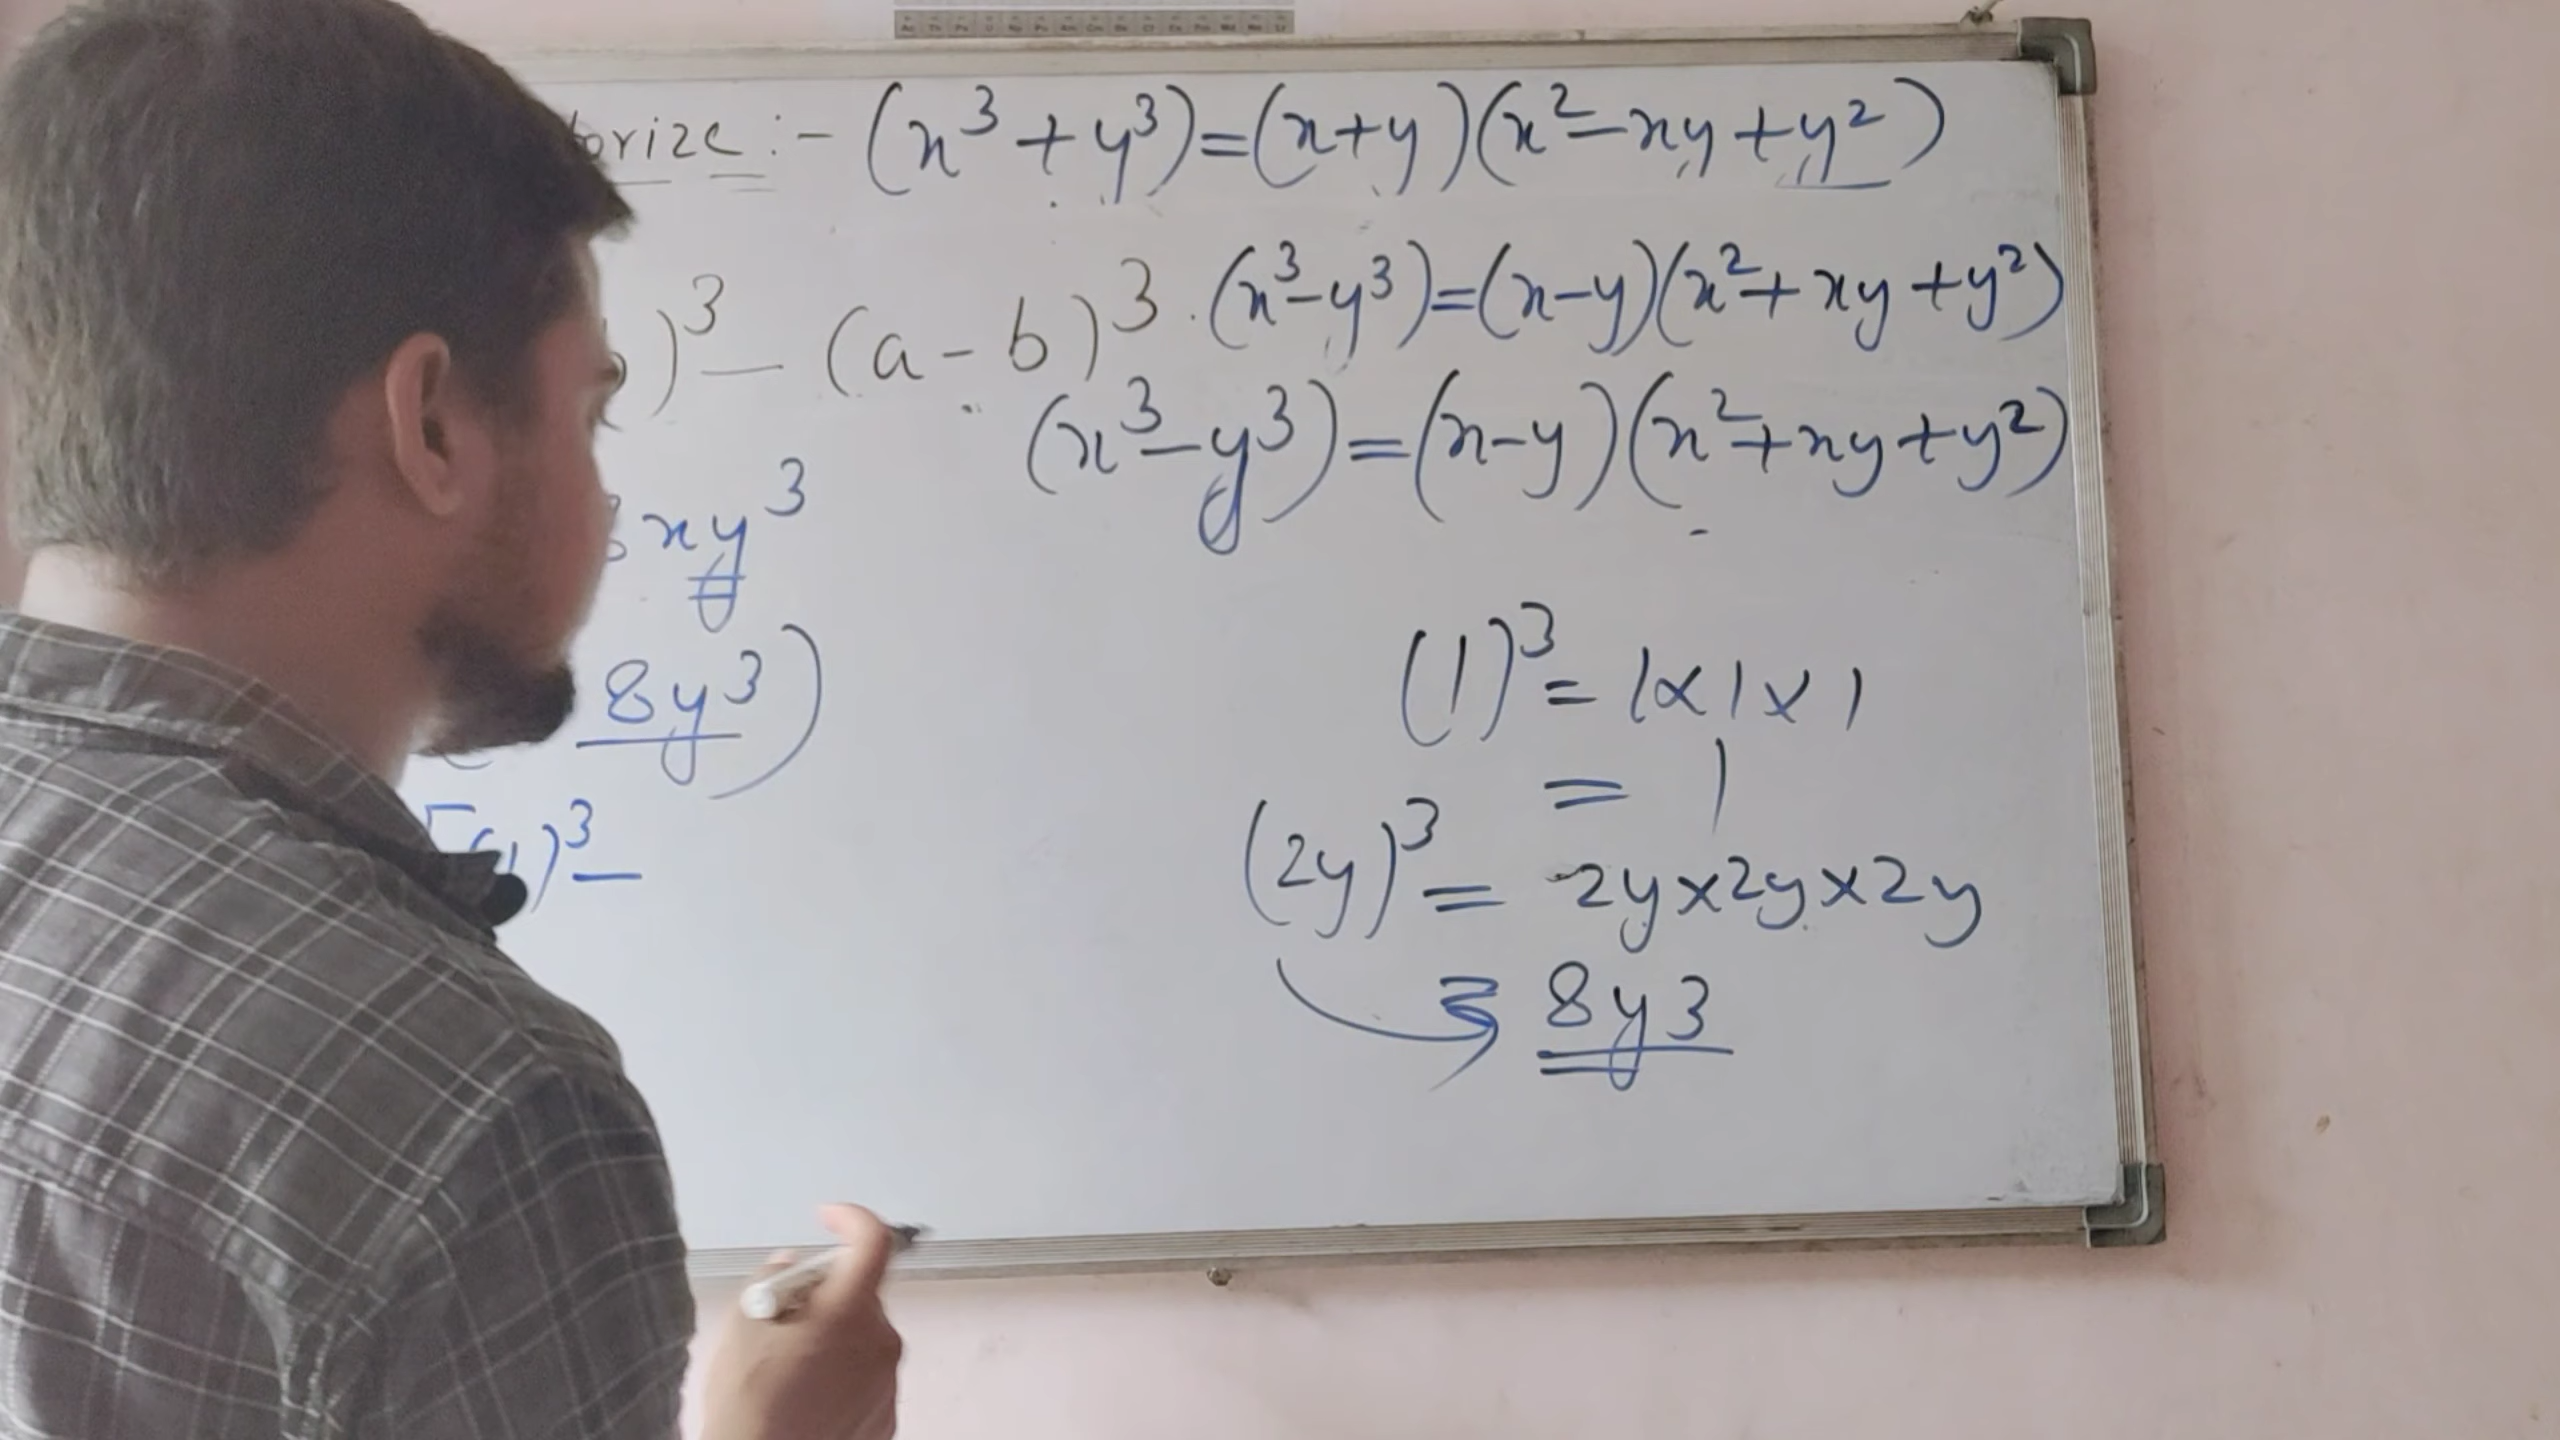 :- (x³ + y³) = (x+y)(x² - xy + y²)
)³ - (a - b)³. (x³-y³) = (x-y)(x² + xy + y²)
(x³ - y³) = (x-y)(x² + xy + y²)
xy³
8y³)
(1)³ = 1 x 1 x 1
= 1
)³ -
(2y)³ = 2y x 2y x 2y
= 8y3